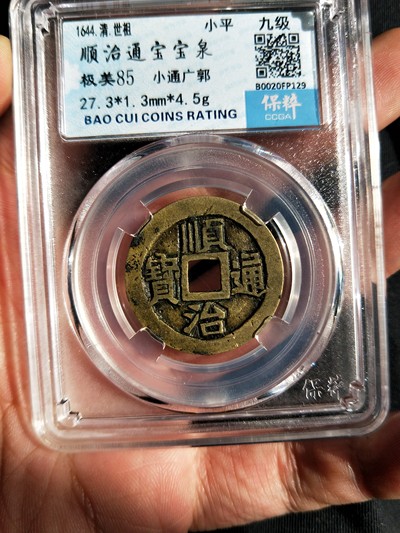 1644.清.世祖 小平 九级
顺治通宝宝泉
极美85 小通广郭
27.3*1.3mm*4.5g
BAO CUI COINS RATING
B0020FP129
保粹
CCGA
順
寶 通
治
保粹